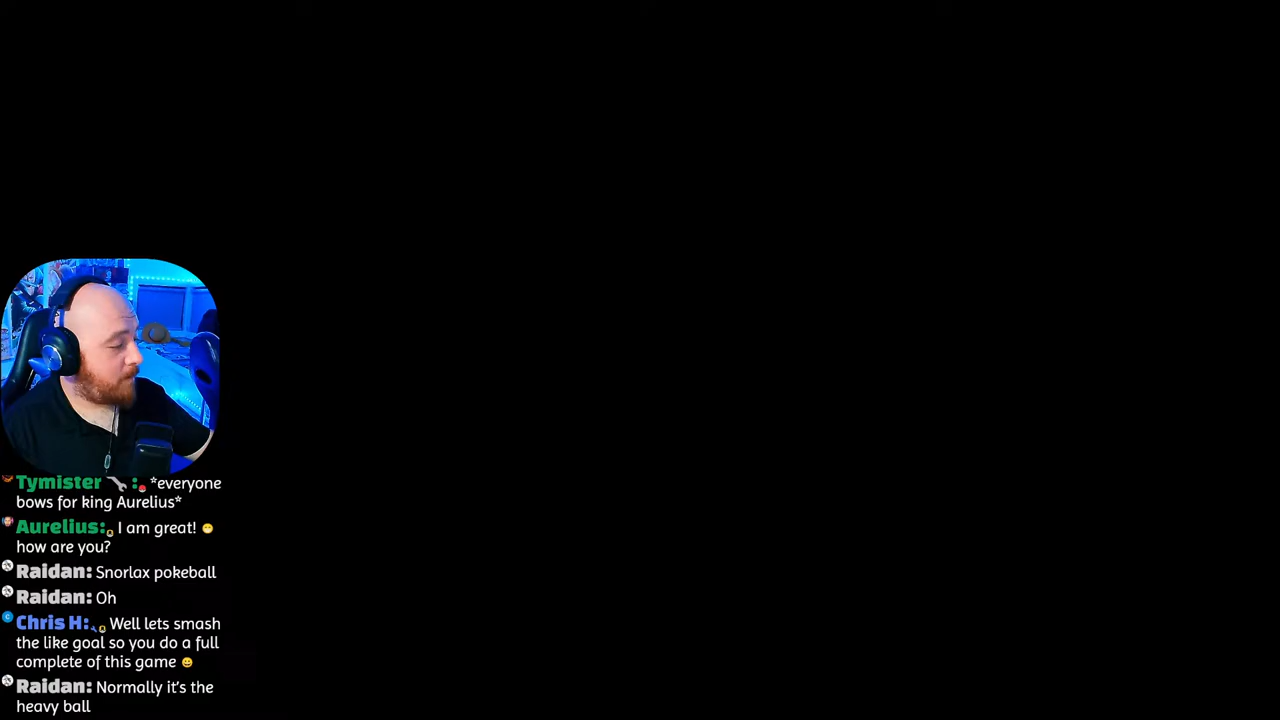 Tymister : *everyone
bows for king Aurelius*
Aurelius: I am great! 😁
how are you?
Raidan: Snorlax pokeball
Raidan: Oh
Chris H: Well lets smash
the like goal so you do a full
complete of this game 😀
Raidan: Normally it's the
heavy ball